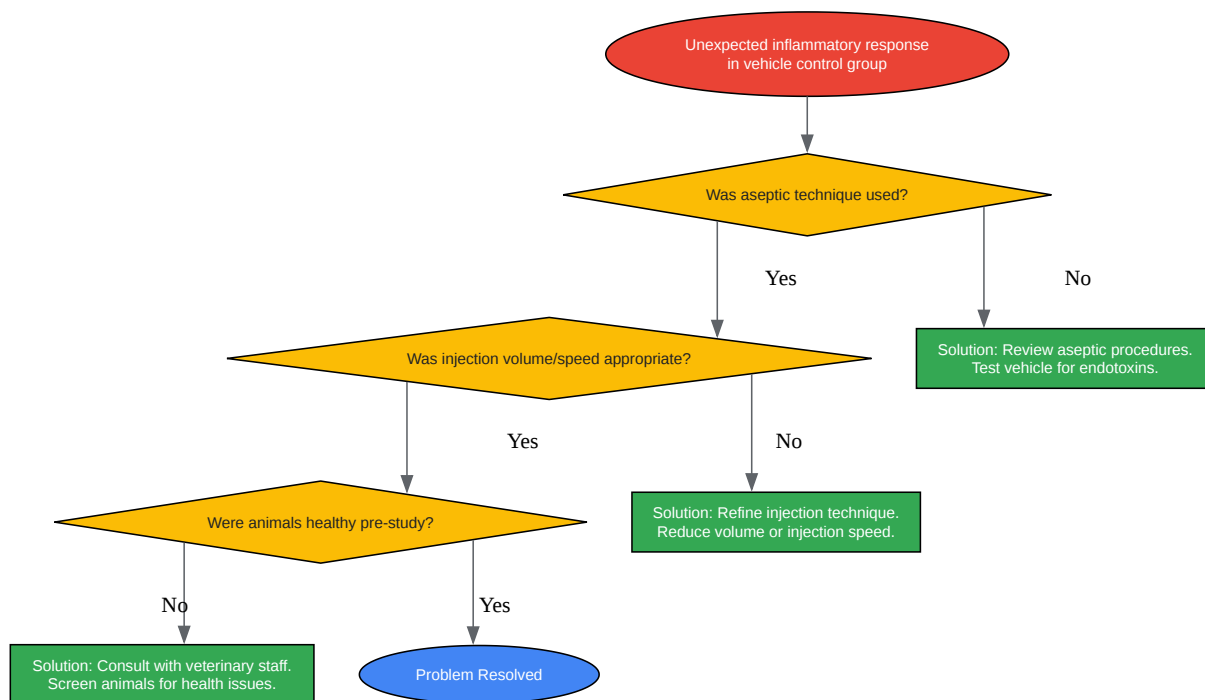 Unexpected inflammatory response
in vehicle control group
Was aseptic technique used?
Yes
No
Was injection volume/speed appropriate?
Solution: Review aseptic procedures.
Test vehicle for endotoxins.
Yes
No
Were animals healthy pre-study?
Solution: Refine injection technique.
Reduce volume or injection speed.
No
Yes
Solution: Consult with veterinary staff.
Screen animals for health issues.
Problem Resolved